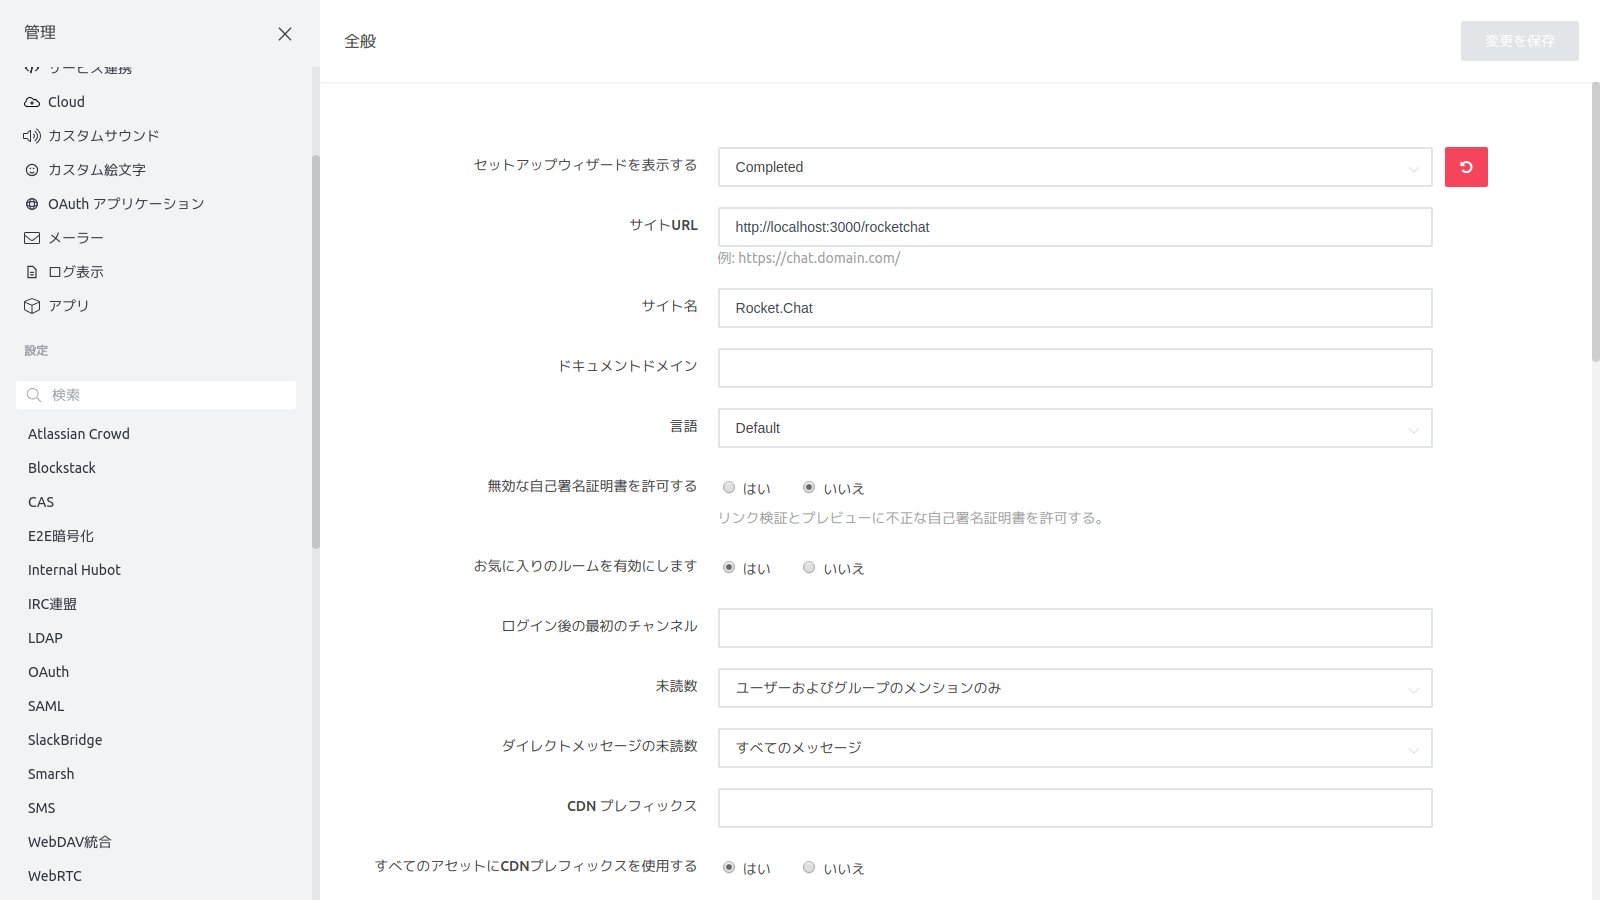 管理
サービス連携
Cloud
カスタムサウンド
カスタム絵文字
OAuth アプリケーション
メーラー
ログ表示
アプリ
設定
検索
Atlassian Crowd
Blockstack
CAS
E2E暗号化
Internal Hubot
IRC連盟
LDAP
OAuth
SAML
SlackBridge
Smarsh
SMS
WebDAV統合
WebRTC
全般
変更を保存
セットアップウィザードを表示する
Completed
サイトURL
http://localhost:3000/rocketchat
例: https://chat.domain.com/
サイト名
Rocket.Chat
ドキュメントドメイン
言語
Default
無効な自己署名証明書を許可する
はい いいえ
リンク検証とプレビューに不正な自己署名証明書を許可する。
お気に入りのルームを有効にします
はい いいえ
ログイン後の最初のチャンネル
未読数
ユーザーおよびグループのメンションのみ
ダイレクトメッセージの未読数
すべてのメッセージ
CDN プレフィックス
すべてのアセットにCDNプレフィックスを使用する
はい いいえ